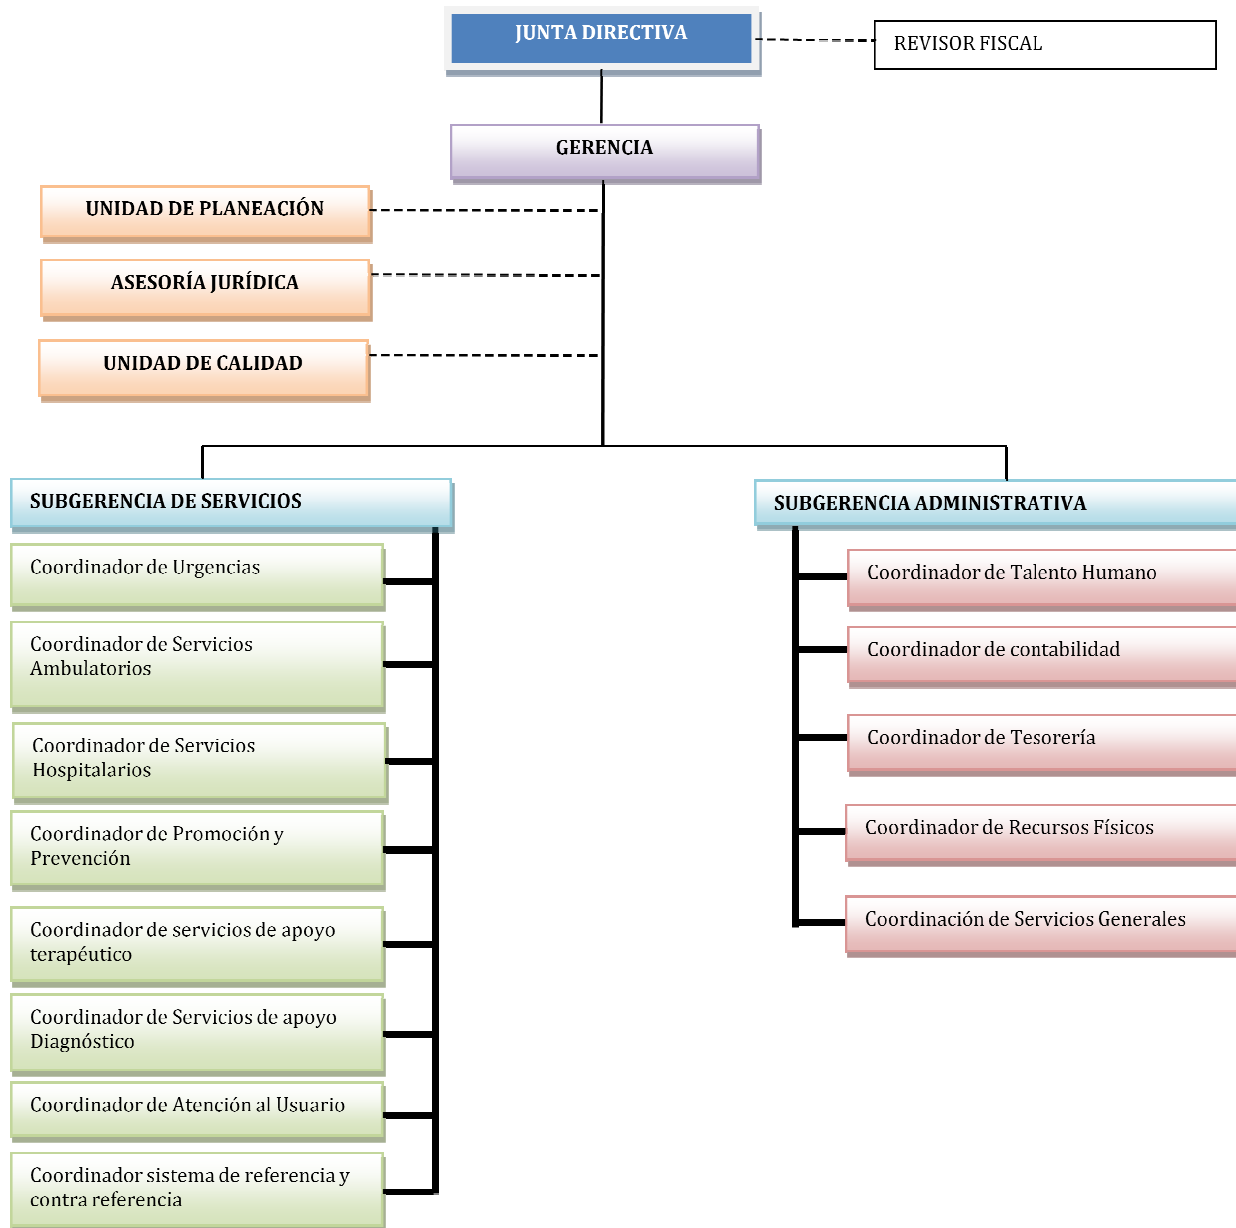 JUNTA DIRECTIVA
REVISOR FISCAL
GERENCIA
UNIDAD DE PLANEACIÓN
ASESORÍA JURÍDICA
UNIDAD DE CALIDAD
SUBGERENCIA DE SERVICIOS
Coordinador de Urgencias
Coordinador de Servicios
Ambulatorios
Coordinador de Servicios
Hospitalarios
Coordinador de Promoción y
Prevención
Coordinador de servicios de apoyo
terapéutico
Coordinador de Servicios de apoyo
Diagnóstico
Coordinador de Atención al Usuario
Coordinador sistema de referencia y
contra referencia
SUBGERENCIA ADMINISTRATIVA
Coordinador de Talento Humano
Coordinador de contabilidad
Coordinador de Tesorería
Coordinador de Recursos Físicos
Coordinación de Servicios Generales